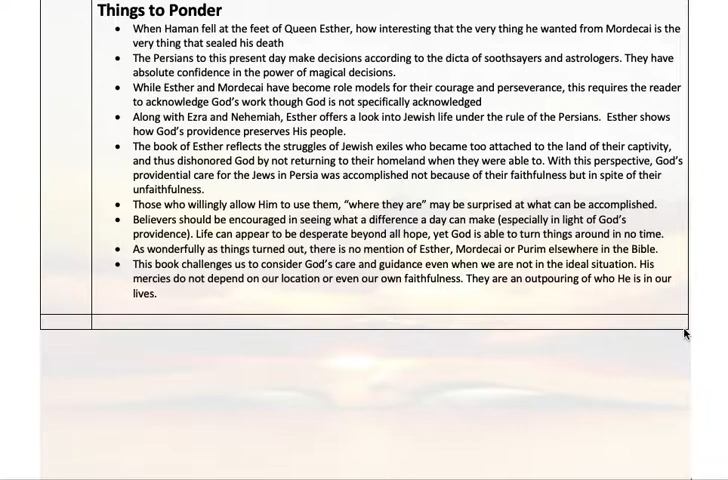 Things to Ponder
• When Haman fell at the feet of Queen Esther, how interesting that the very thing he wanted from Mordecai is the
very thing that sealed his death
• The Persians to this present day make decisions according to the dicta of soothsayers and astrologers. They have
absolute confidence in the power of magical decisions.
• While Esther and Mordecai have become role models for their courage and perseverance, this requires the reader
to acknowledge God’s work though God is not specifically acknowledged
• Along with Ezra and Nehemiah, Esther offers a look into Jewish life under the rule of the Persians.  Esther shows
how God’s providence preserves His people.
• The book of Esther reflects the struggles of Jewish exiles who became too attached to the land of their captivity,
and thus dishonored God by not returning to their homeland when they were able to. With this perspective, God’s
providential care for the Jews in Persia was accomplished not because of their faithfulness but in spite of their
unfaithfulness.
• Those who willingly allow Him to use them, “where they are” may be surprised at what can be accomplished.
• Believers should be encouraged in seeing what a difference a day can make (especially in light of God’s
providence). Life can appear to be desperate beyond all hope, yet God is able to turn things around in no time.
• As wonderfully as things turned out, there is no mention of Esther, Mordecai or Purim elsewhere in the Bible.
• This book challenges us to consider God’s care and guidance even when we are not in the ideal situation. His
mercies do not depend on our location or even our own faithfulness. They are an outpouring of who He is in our
lives.